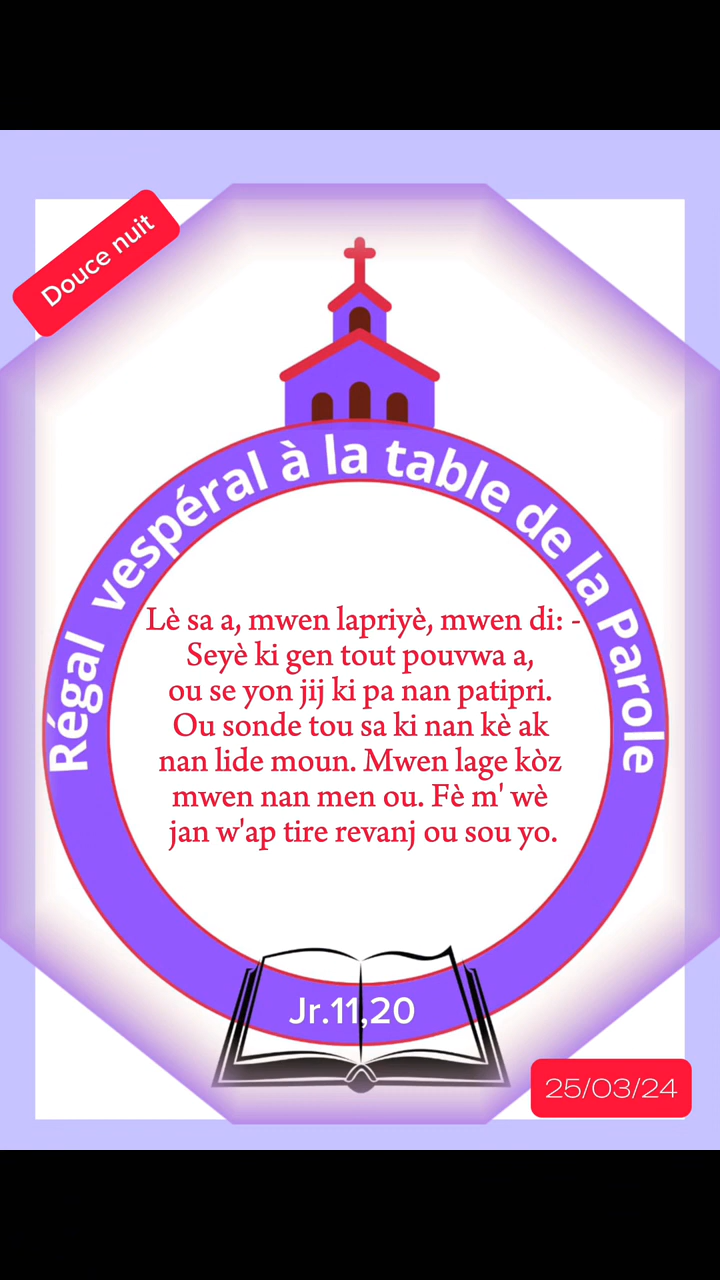 Douce nuit
Régal vespéral à la table de la Parole
Lè sa a, mwen lapriyè, mwen di: -
Seyè ki gen tout pouvwa a,
ou se yon jij ki pa nan patipri.
Ou sonde tou sa ki nan kè ak
nan lide moun. Mwen lage kòz
mwen nan men ou. Fè m' wè
jan w'ap tire revanj ou sou yo.
Jr.11,20
25/03/24